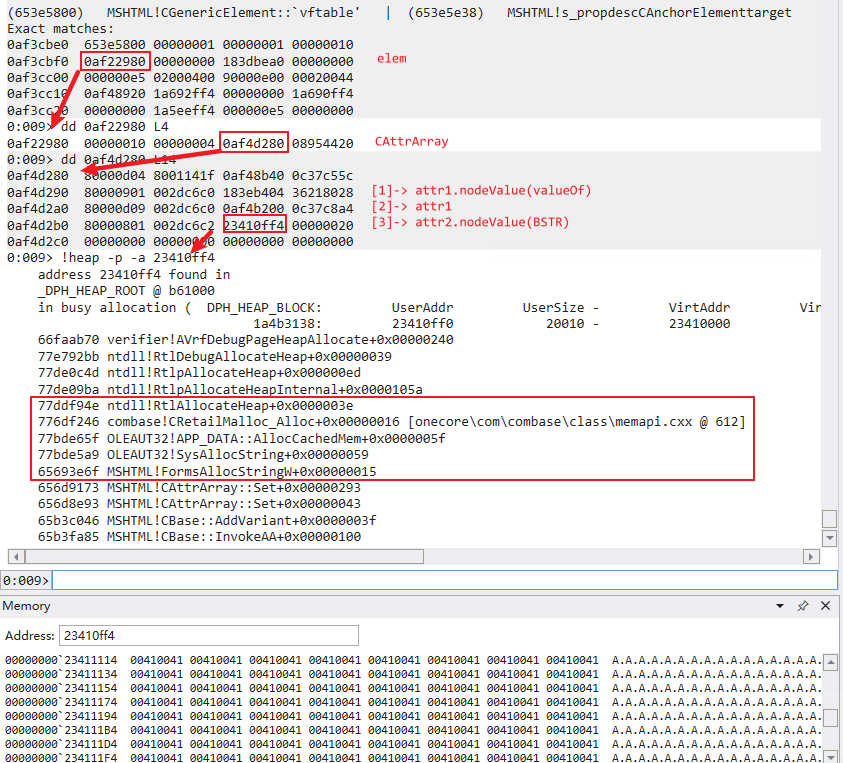 (653e5800)   MSHTML!CGenericElement::`vftable'   |  (653e5e38)   MSHTML!s_propdescCAnchorElementtarget
Exact matches:
0af3cbe0  653e5800 00000001 00000001 00000010
0af3cbf0  0af22980 00000000 183dbea0 00000000 elem
0af3cc00  000000e5 02000400 90000e00 00020044
0af3cc10  0af48920 1a692ff4 00000000 1a690ff4
0af3cc20  00000000 1a5eeff4 000000e5 00000000
0:009> dd 0af22980 L4
0af22980  00000010 00000004 0af4d280 08954420 CAttrArray
0:009> dd 0af4d280 L14
0af4d280  80000d04 8001141f 0af48b40 0c37c55c
0af4d290  80000901 002dc6c0 183eb404 36218028 [1]-> attr1.nodeValue(valueOf)
0af4d2a0  80000d09 002dc6c0 0af4b200 0c37c8a4 [2]-> attr1
0af4d2b0  80000801 002dc6c2 23410ff4 00000020 [3]-> attr2.nodeValue(BSTR)
0af4d2c0  00000000 00000000 00000000 00000000
0:009> !heap -p -a 23410ff4
address 23410ff4 found in
_DPH_HEAP_ROOT @ b61000
in busy allocation (  DPH_HEAP_BLOCK:         UserAddr         UserSize -         VirtAddr         Vir
1a4b3138:         23410ff0            20010 -         23410000
66faab70 verifier!AVrfDebugPageHeapAllocate+0x00000240
77e792bb ntdll!RtlDebugAllocateHeap+0x00000039
77de0c4d ntdll!RtlpAllocateHeap+0x000000ed
77de09ba ntdll!RtlpAllocateHeapInternal+0x0000105a
77ddf94e ntdll!RtlAllocateHeap+0x0000003e
776df246 combase!CRetailMalloc_Alloc+0x00000016 [onecore\com\combase\class\memapi.cxx @ 612]
77bde65f OLEAUT32!APP_DATA::AllocCachedMem+0x0000005f
77bde5a9 OLEAUT32!SysAllocString+0x00000059
65693e6f MSHTML!FormsAllocStringW+0x00000015
656d9173 MSHTML!CAttrArray::Set+0x00000293
656d8e93 MSHTML!CAttrArray::Set+0x00000043
65b3c046 MSHTML!CBase::AddVariant+0x0000003f
65b3fa85 MSHTML!CBase::InvokeAA+0x00000100
0:009>
Memory
Address: 23410ff4
00000000`23411114  00410041 00410041 00410041 00410041 00410041 00410041 00410041 00410041  A.A.A.A.A.A.A.A.A.A.A.A.A.A.A.A.
00000000`23411134  00410041 00410041 00410041 00410041 00410041 00410041 00410041 00410041  A.A.A.A.A.A.A.A.A.A.A.A.A.A.A.A.
00000000`23411154  00410041 00410041 00410041 00410041 00410041 00410041 00410041 00410041  A.A.A.A.A.A.A.A.A.A.A.A.A.A.A.A.
00000000`23411174  00410041 00410041 00410041 00410041 00410041 00410041 00410041 00410041  A.A.A.A.A.A.A.A.A.A.A.A.A.A.A.A.
00000000`23411194  00410041 00410041 00410041 00410041 00410041 00410041 00410041 00410041  A.A.A.A.A.A.A.A.A.A.A.A.A.A.A.A.
00000000`234111B4  00410041 00410041 00410041 00410041 00410041 00410041 00410041 00410041  A.A.A.A.A.A.A.A.A.A.A.A.A.A.A.A.
00000000`234111D4  00410041 00410041 00410041 00410041 00410041 00410041 00410041 00410041  A.A.A.A.A.A.A.A.A.A.A.A.A.A.A.A.
00000000`234111F4  00410041 00410041 00410041 00410041 00410041 00410041 00410041 00410041  A.A.A.A.A.A.A.A.A.A.A.A.A.A.A.A.